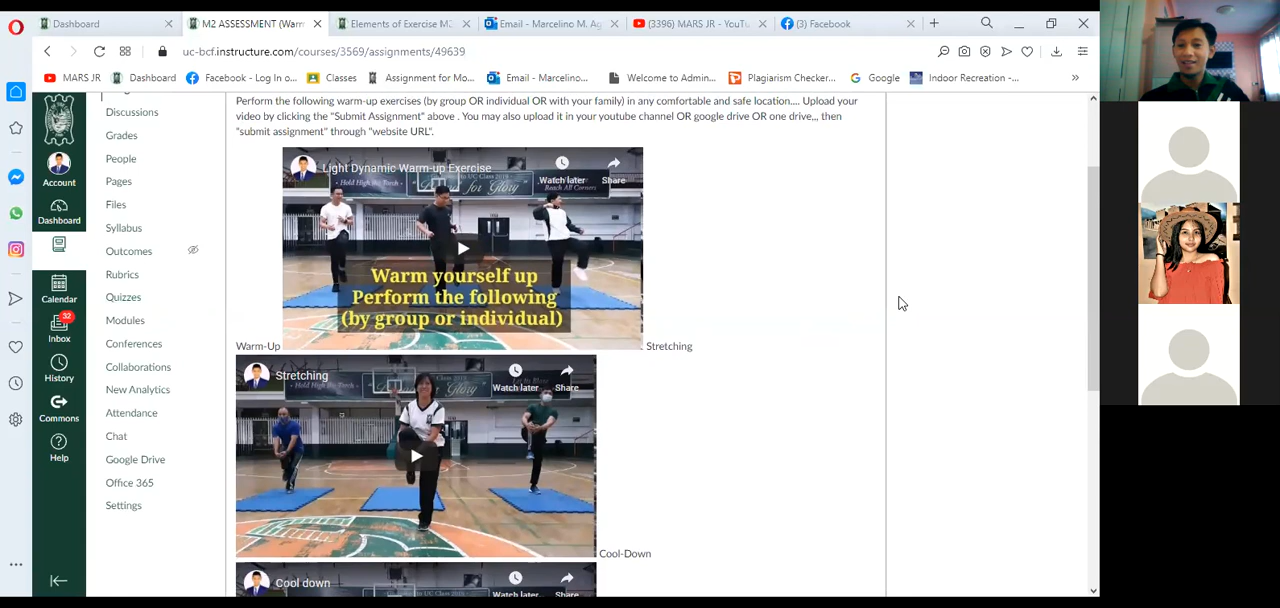 Dashboard
M2 ASSESSMENT (Warm
Elements of Exercise M2
Email - Marcelino M. Ag
(3396) MARS JR - YouTu
Facebook
uc-bcf.instructure.com/courses/3569/assignments/49639
MARS JR
Dashboard
Facebook - Log In o...
Classes
Assignment for Mo...
Email - Marcelino...
Welcome to Admin...
Plagiarism Checker...
Google
Indoor Recreation -...
»
Account
Dashboard
Calendar
32
Inbox
History
Commons
Help
Discussions
Grades
People
Pages
Files
Syllabus
Outcomes
Rubrics
Quizzes
Modules
Conferences
Collaborations
New Analytics
Attendance
Chat
Google Drive
Office 365
Settings
Perform the following warm-up exercises (by group OR individual OR with your family) in any comfortable and safe location.... Upload your
video by clicking the "Submit Assignment" above . You may also upload it in your youtube channel OR google drive OR one drive,,, then
"submit assignment" through "website URL".
Light Dynamic Warm-up Exercise
Watch later
Share
Warm yourself up
Perform the following
(by group or individual)
Warm-Up
Stretching
Stretching
Watch later
Share
Cool-Down
Cool down
Watch later
Share